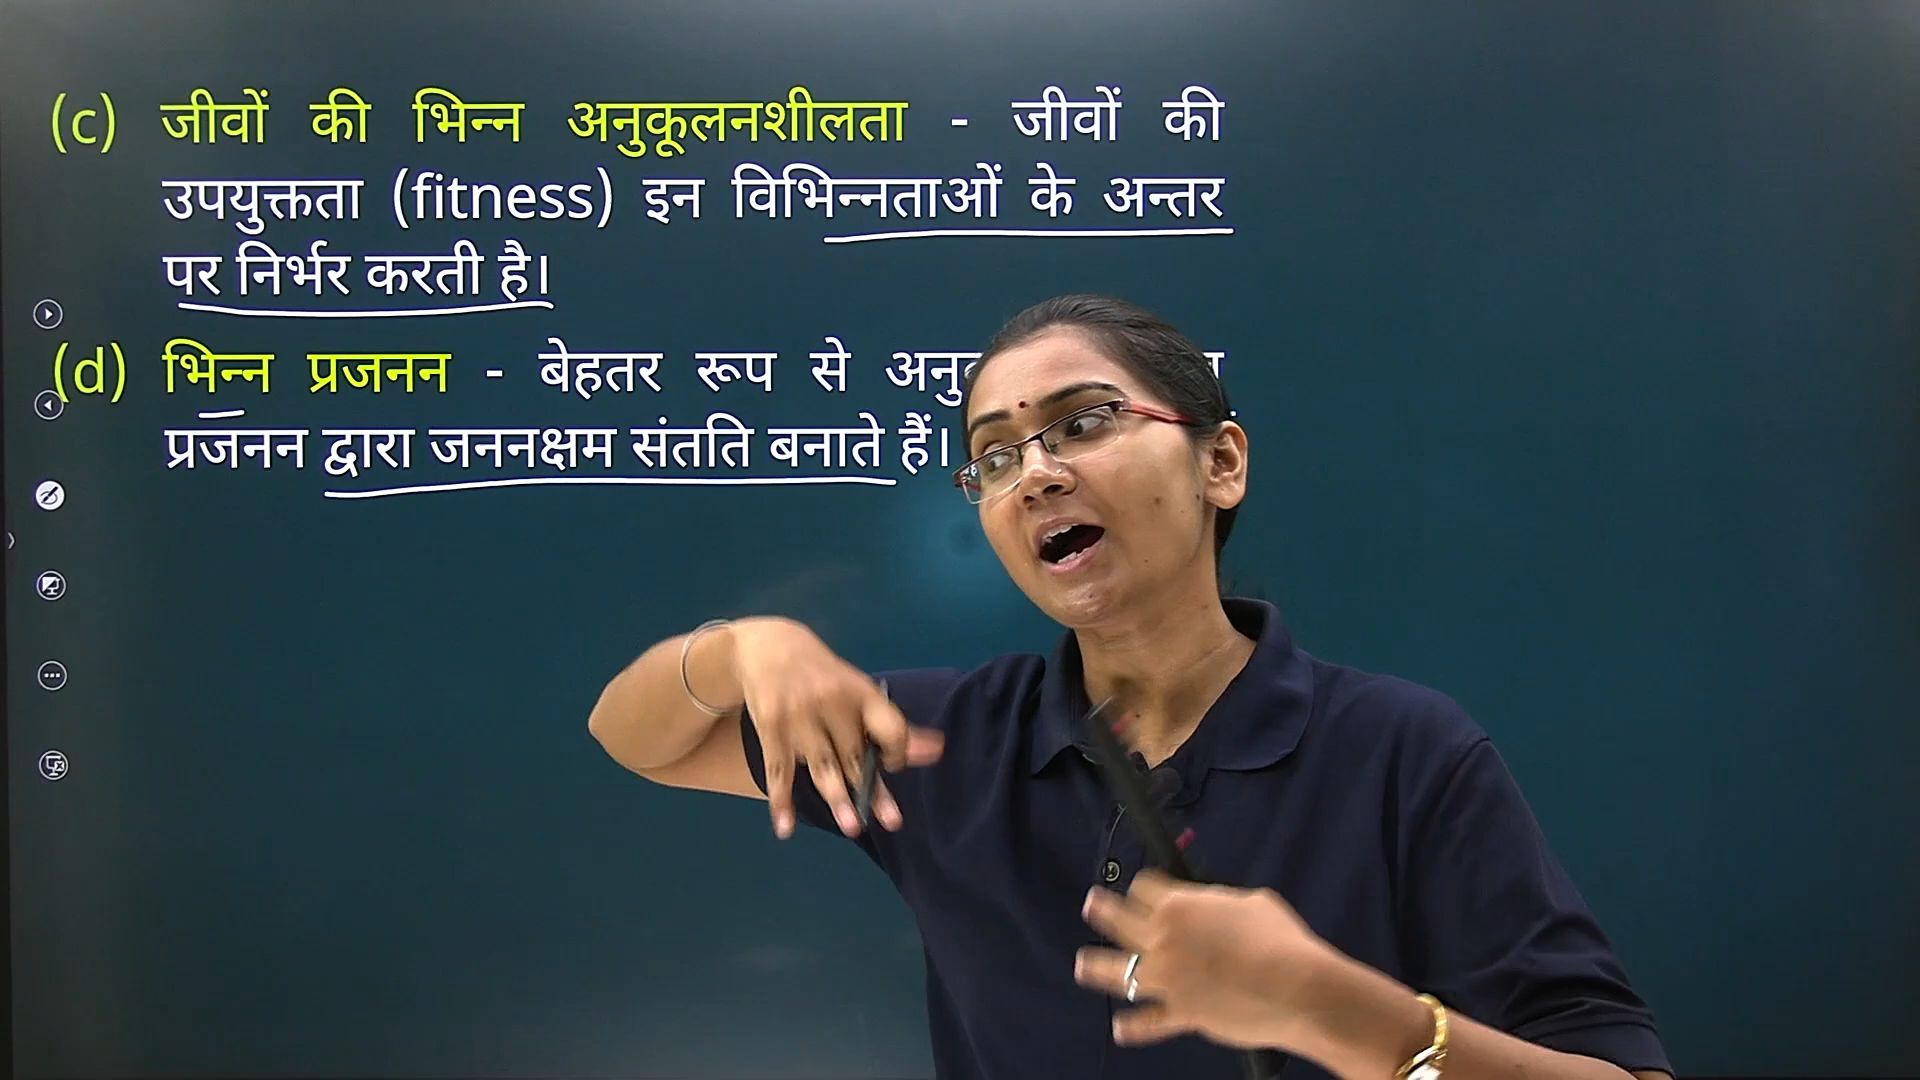 (c) जीवों की भिन्न अनुकूलनशीलता - जीवों की
उपयुक्तता (fitness) इन विभिन्नताओं के अन्तर
पर निर्भर करती है।
(d) भिन्न प्रजनन - बेहतर रूप से
प्रजनन द्वारा जननक्षम संतति बनाते हैं।